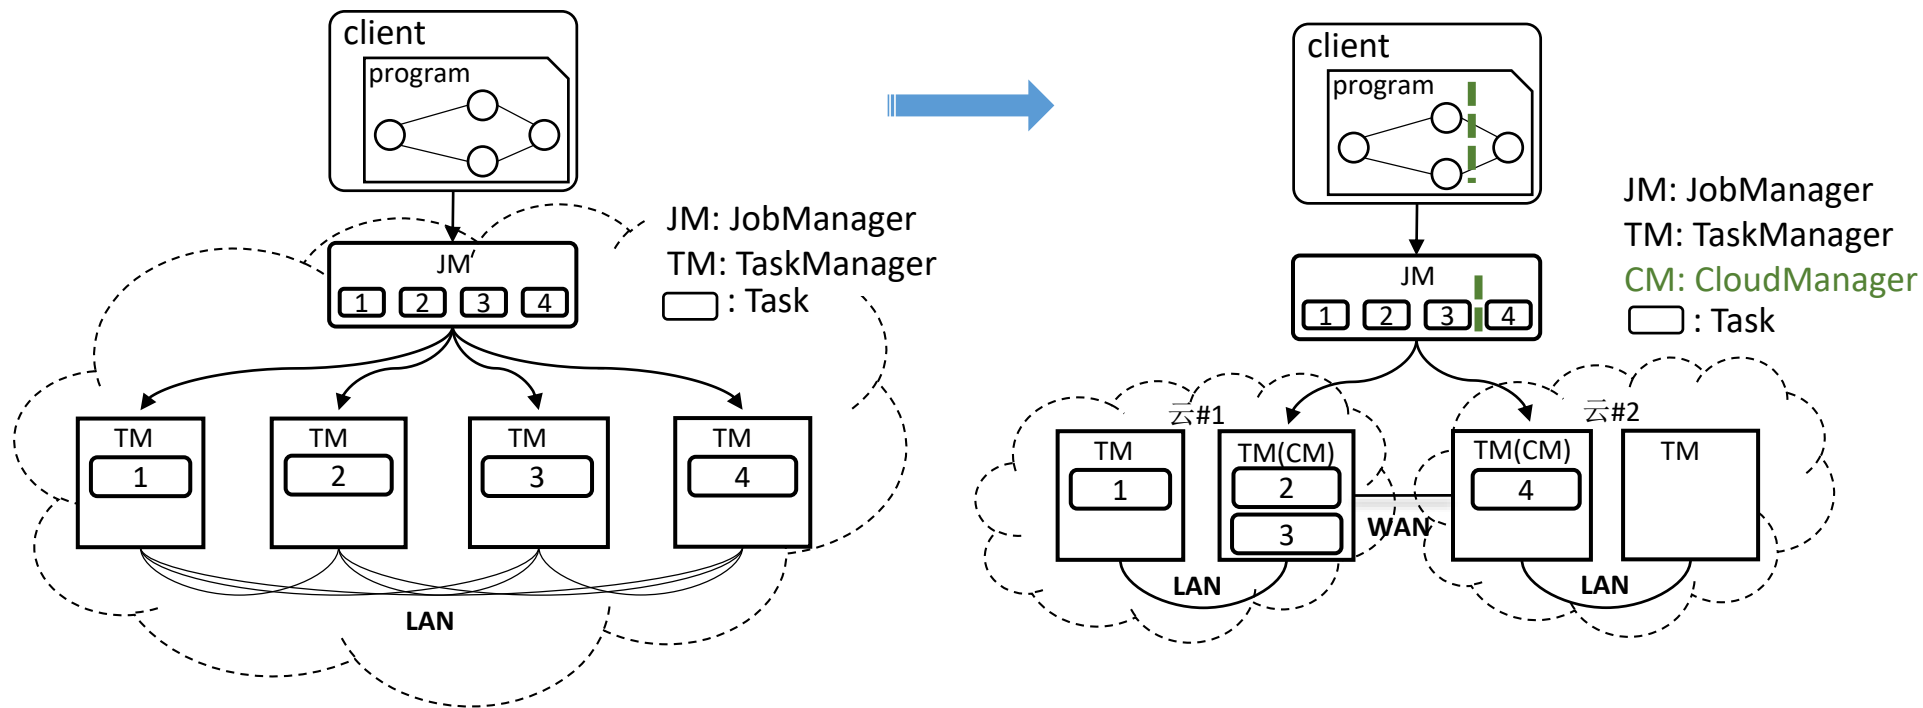 client
program
JM: JobManager
TM: TaskManager
: Task
JM′
1 2 3 4
TM TM TM TM
1 2 3 4
LAN
client
program
JM: JobManager
TM: TaskManager
CM: CloudManager
: Task
JM
1 2 3 4
云#1 云#2
TM TM(CM) TM(CM) TM
1 2 4
3
WAN
LAN LAN